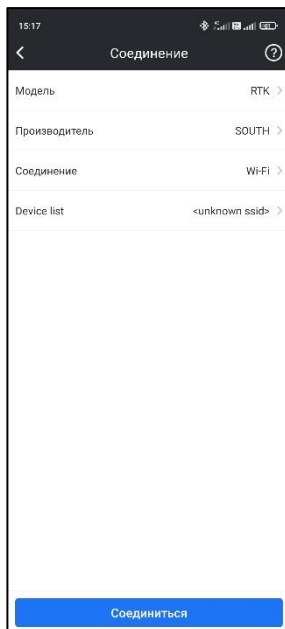 15:17
Соединение
Модель RTK
Производитель SOUTH
Соединение Wi-Fi
Device list <unknown ssid>
Соединиться